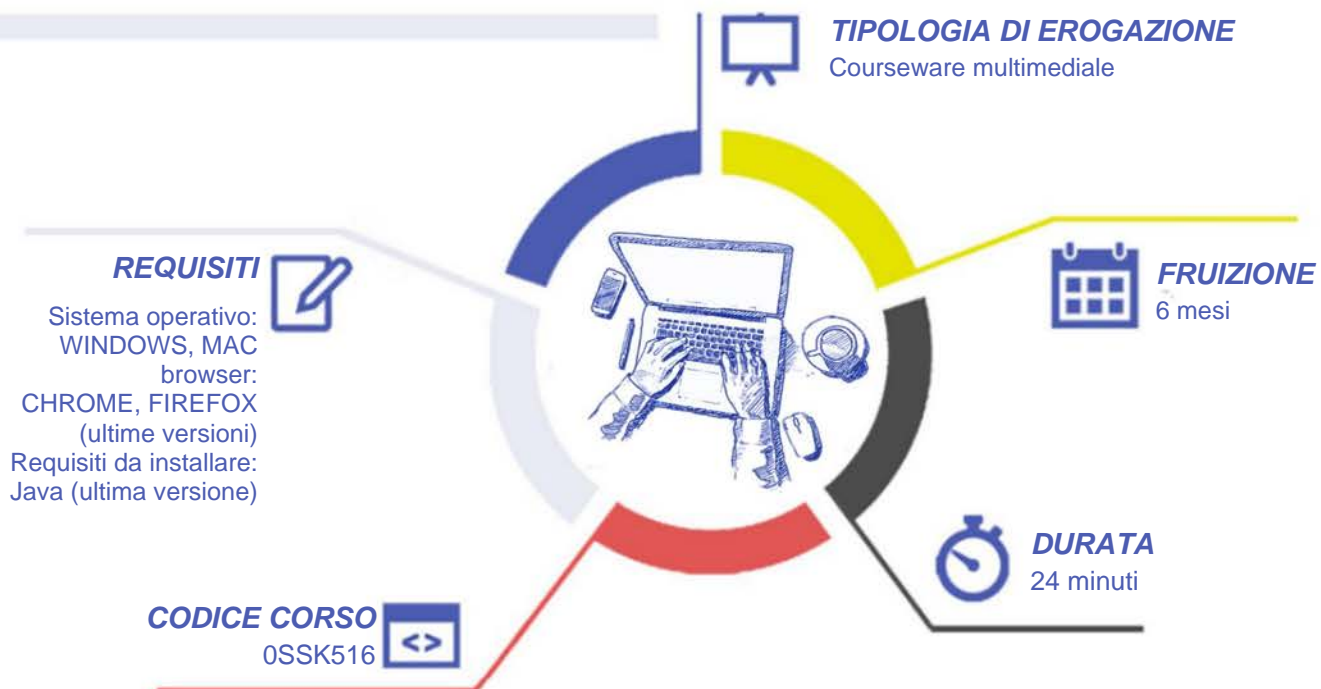 TIPOLOGIA DI EROGAZIONE
Courseware multimediale
REQUISITI
Sistema operativo:
WINDOWS, MAC
browser:
CHROME, FIREFOX
(ultime versioni)
Requisiti da installare:
Java (ultima versione)
FRUIZIONE
6 mesi
DURATA
24 minuti
CODICE CORSO
0SSK516